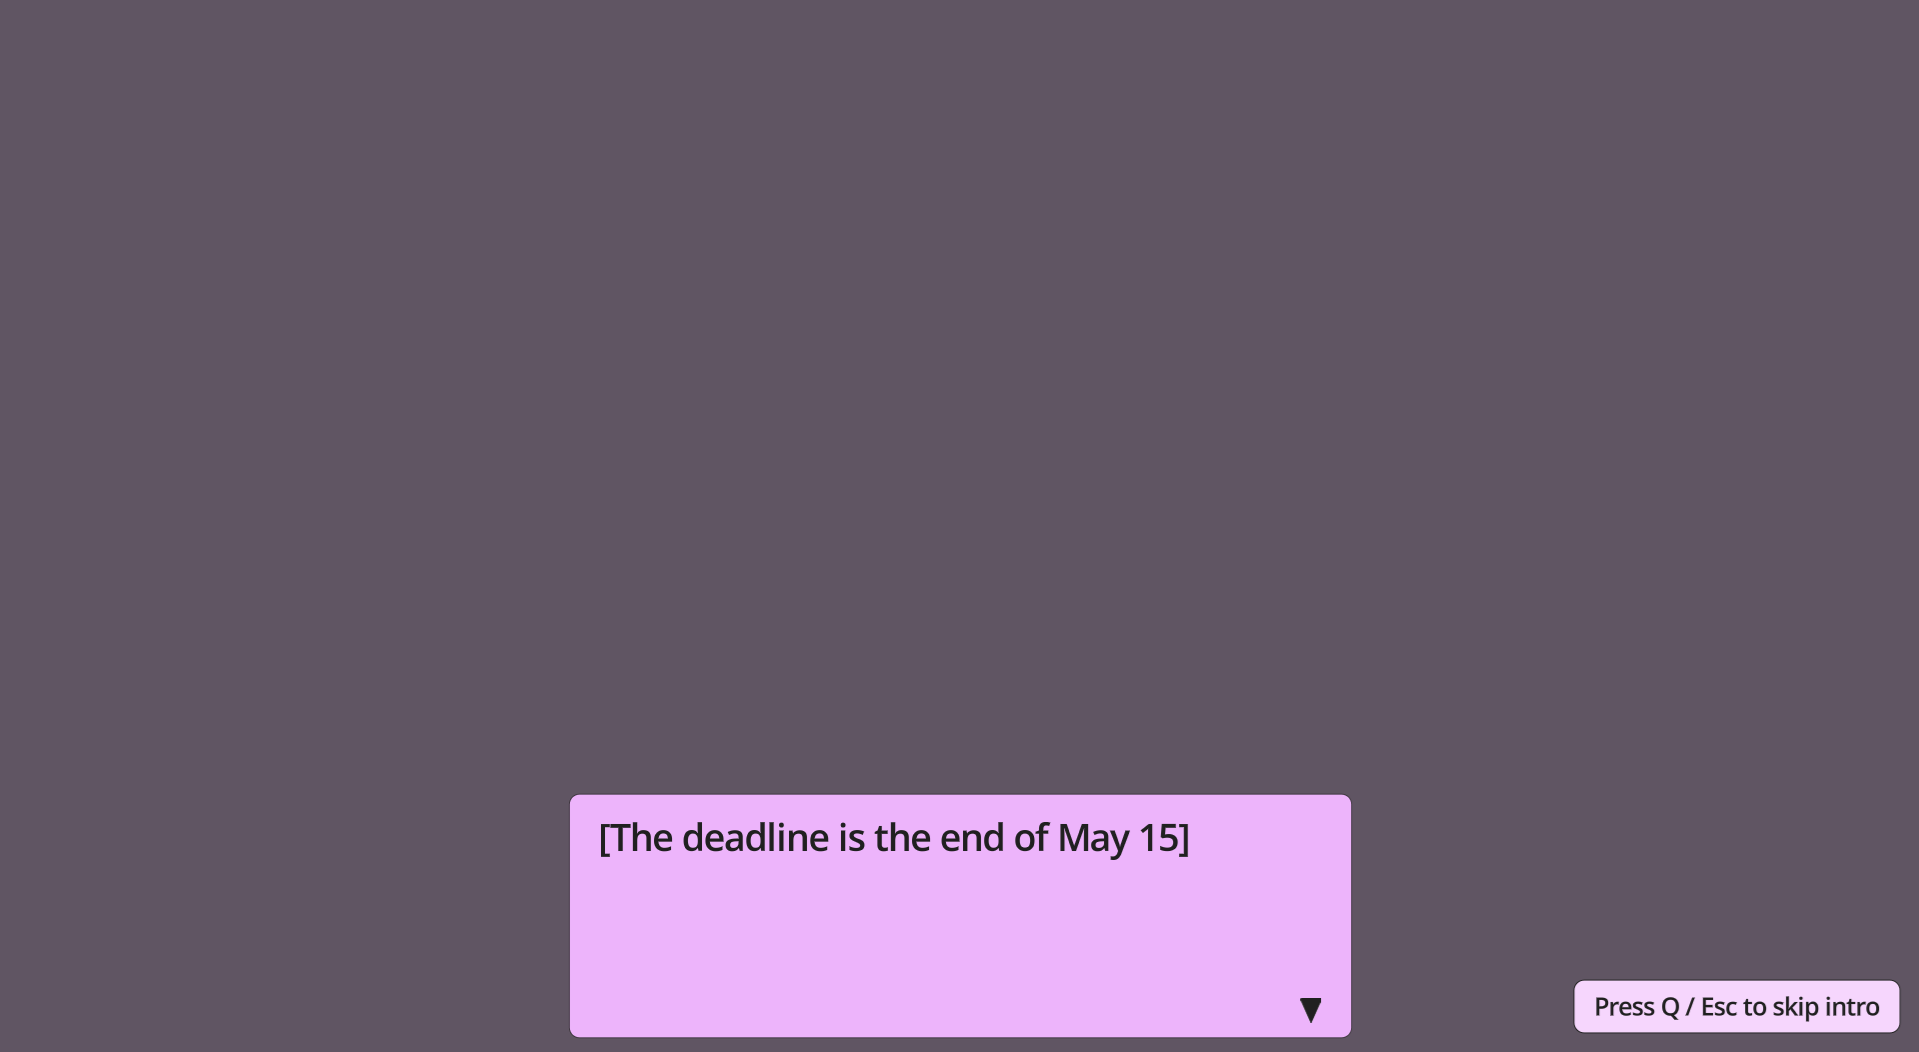 [The deadline is the end of May 15]
Press Q / Esc to skip intro